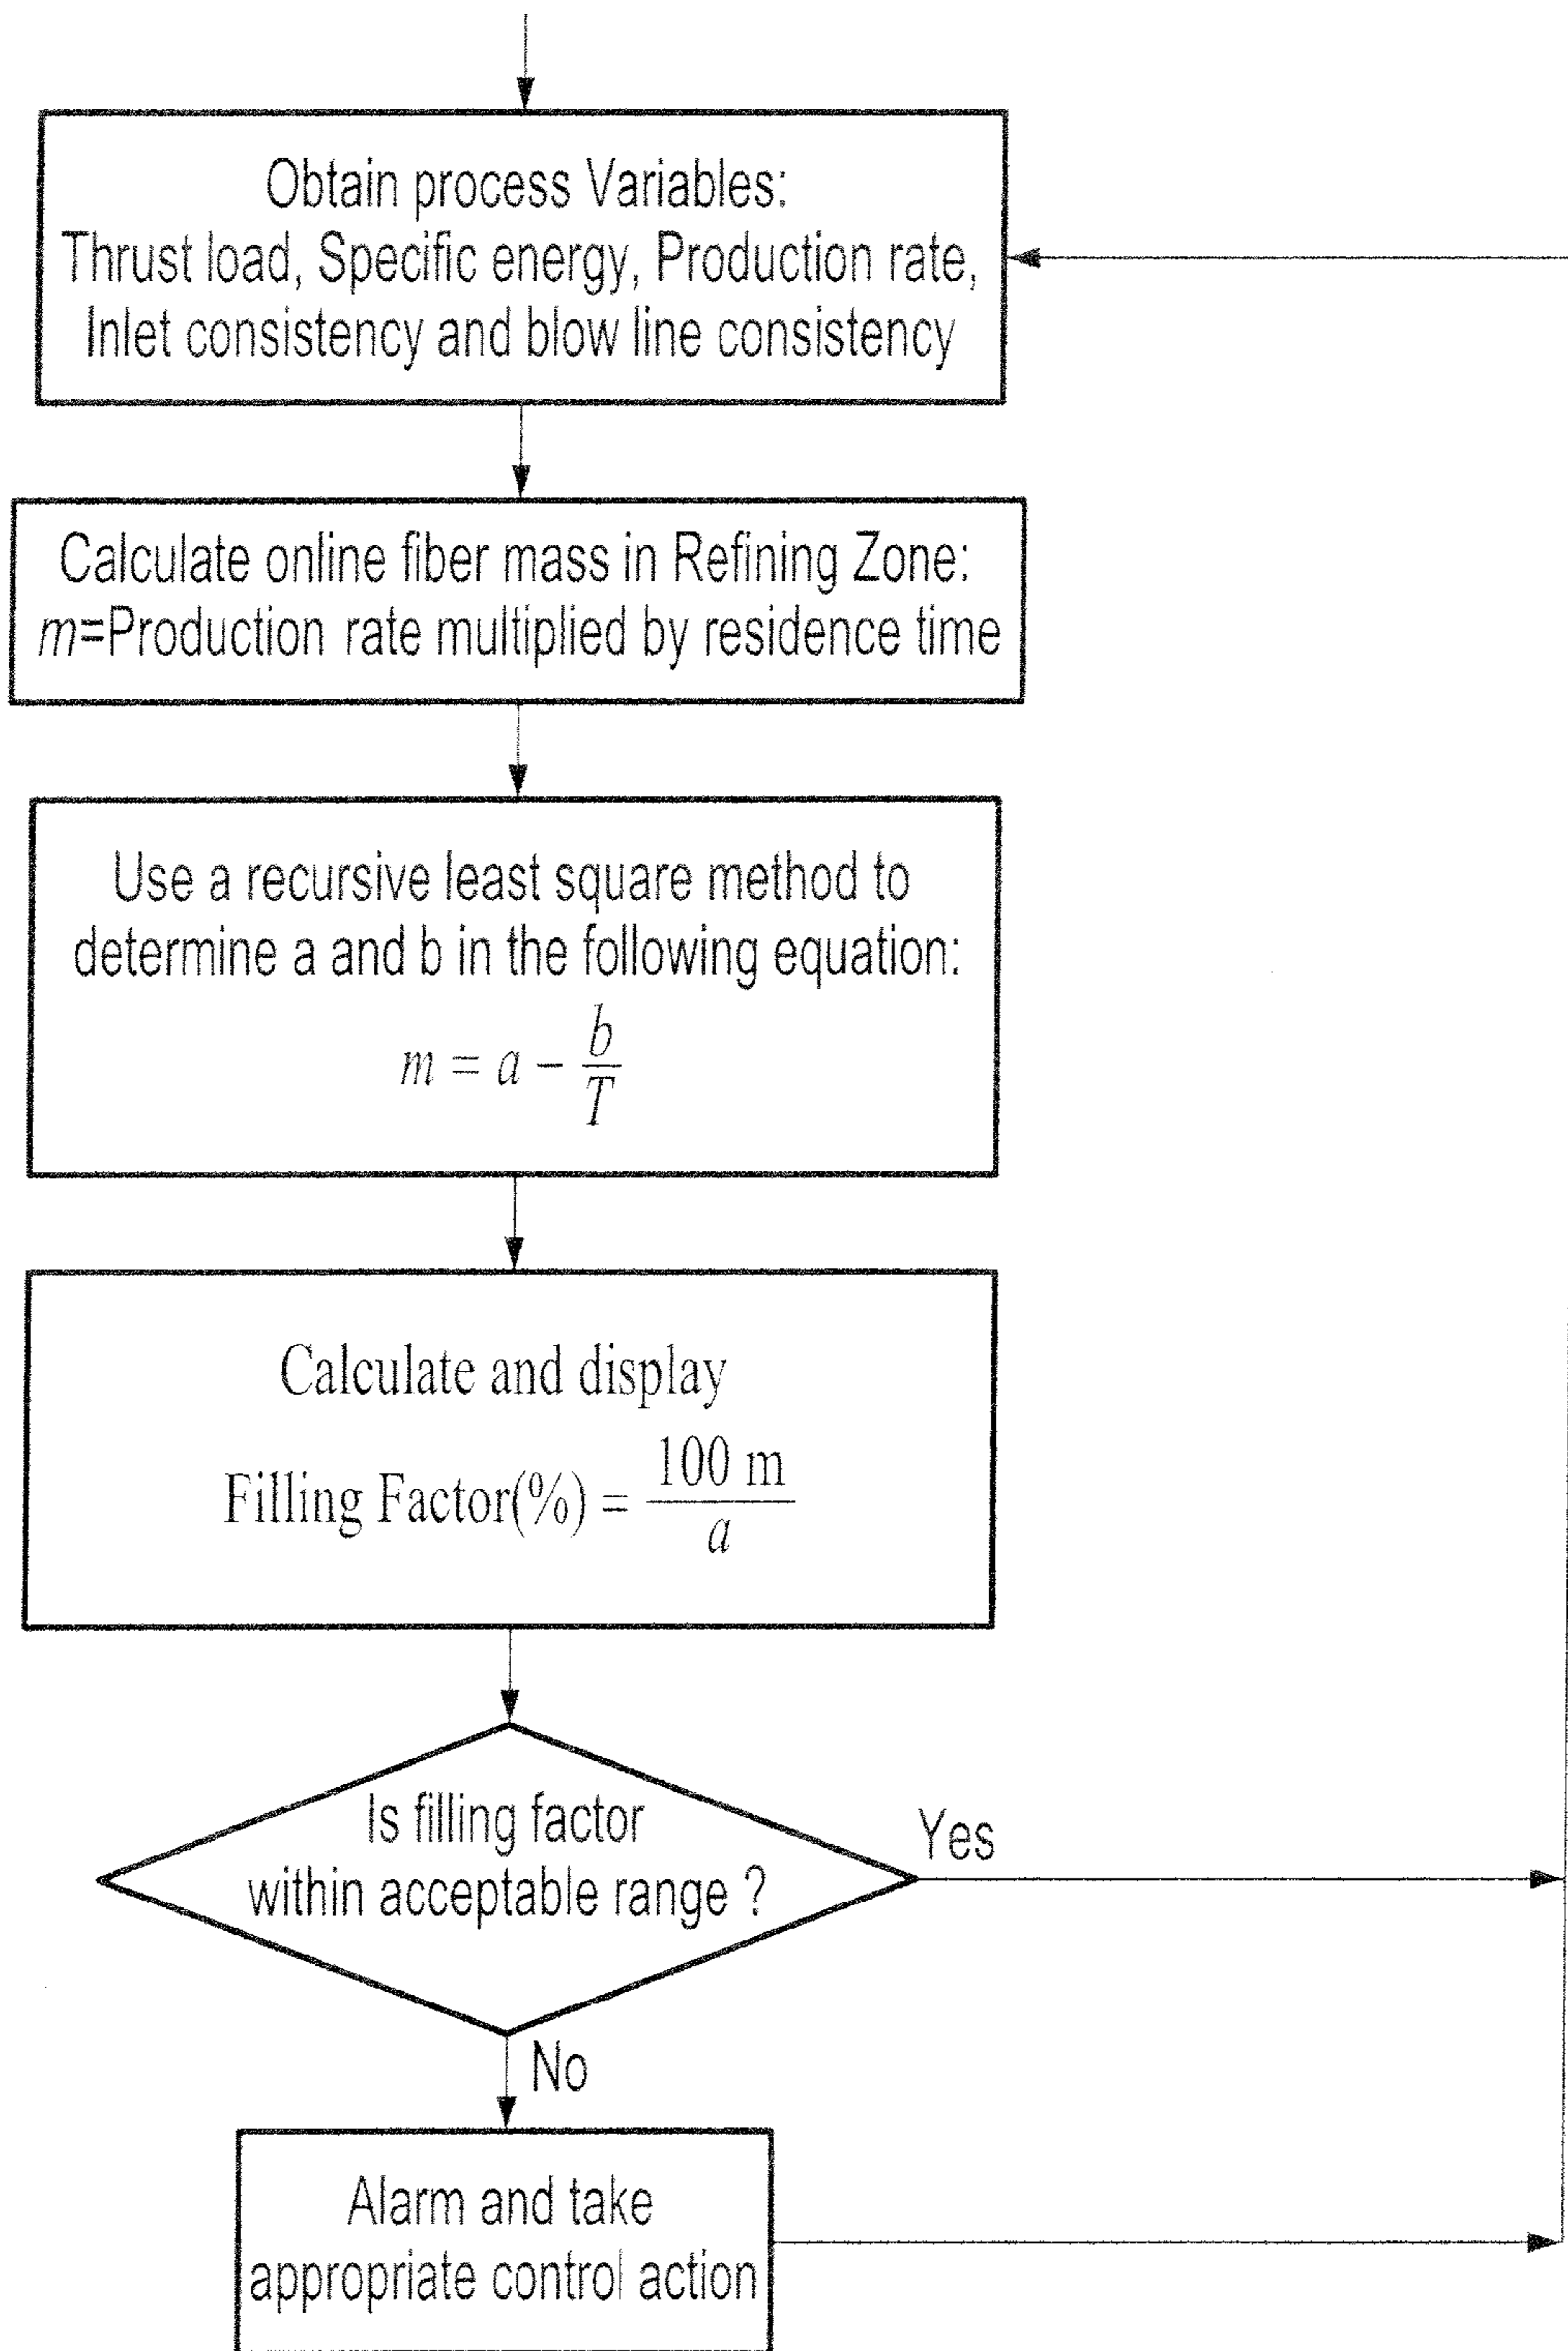 Obtain process Variables:
Thrust load, Specific energy, Production rate,
Inlet consistency and blow line consistency
Calculate online fiber mass in Refining Zone:
m=Production rate multiplied by residence time
Use a recursive least square method to
determine a and b in the following equation:
m = a - b/T
Calculate and display
Filling Factor(%) = 100 m / a
Is filling factor
within acceptable range ?
Yes
No
Alarm and take
appropriate control action